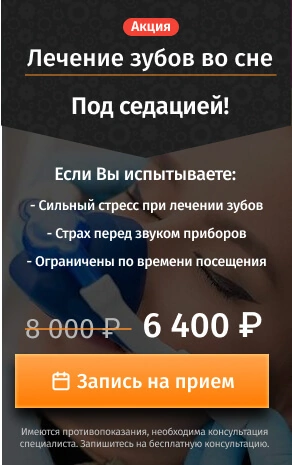 Акция
Лечение зубов во сне
Под седацией!
Если Вы испытываете:
- Сильный стресс при лечении зубов
- Страх перед звуком приборов
- Ограничены по времени посещения
8 000 ₽ 6 400 ₽
Запись на прием
Имеются противопоказания, необходима консультация
специалиста. Запишитесь на бесплатную консультацию.